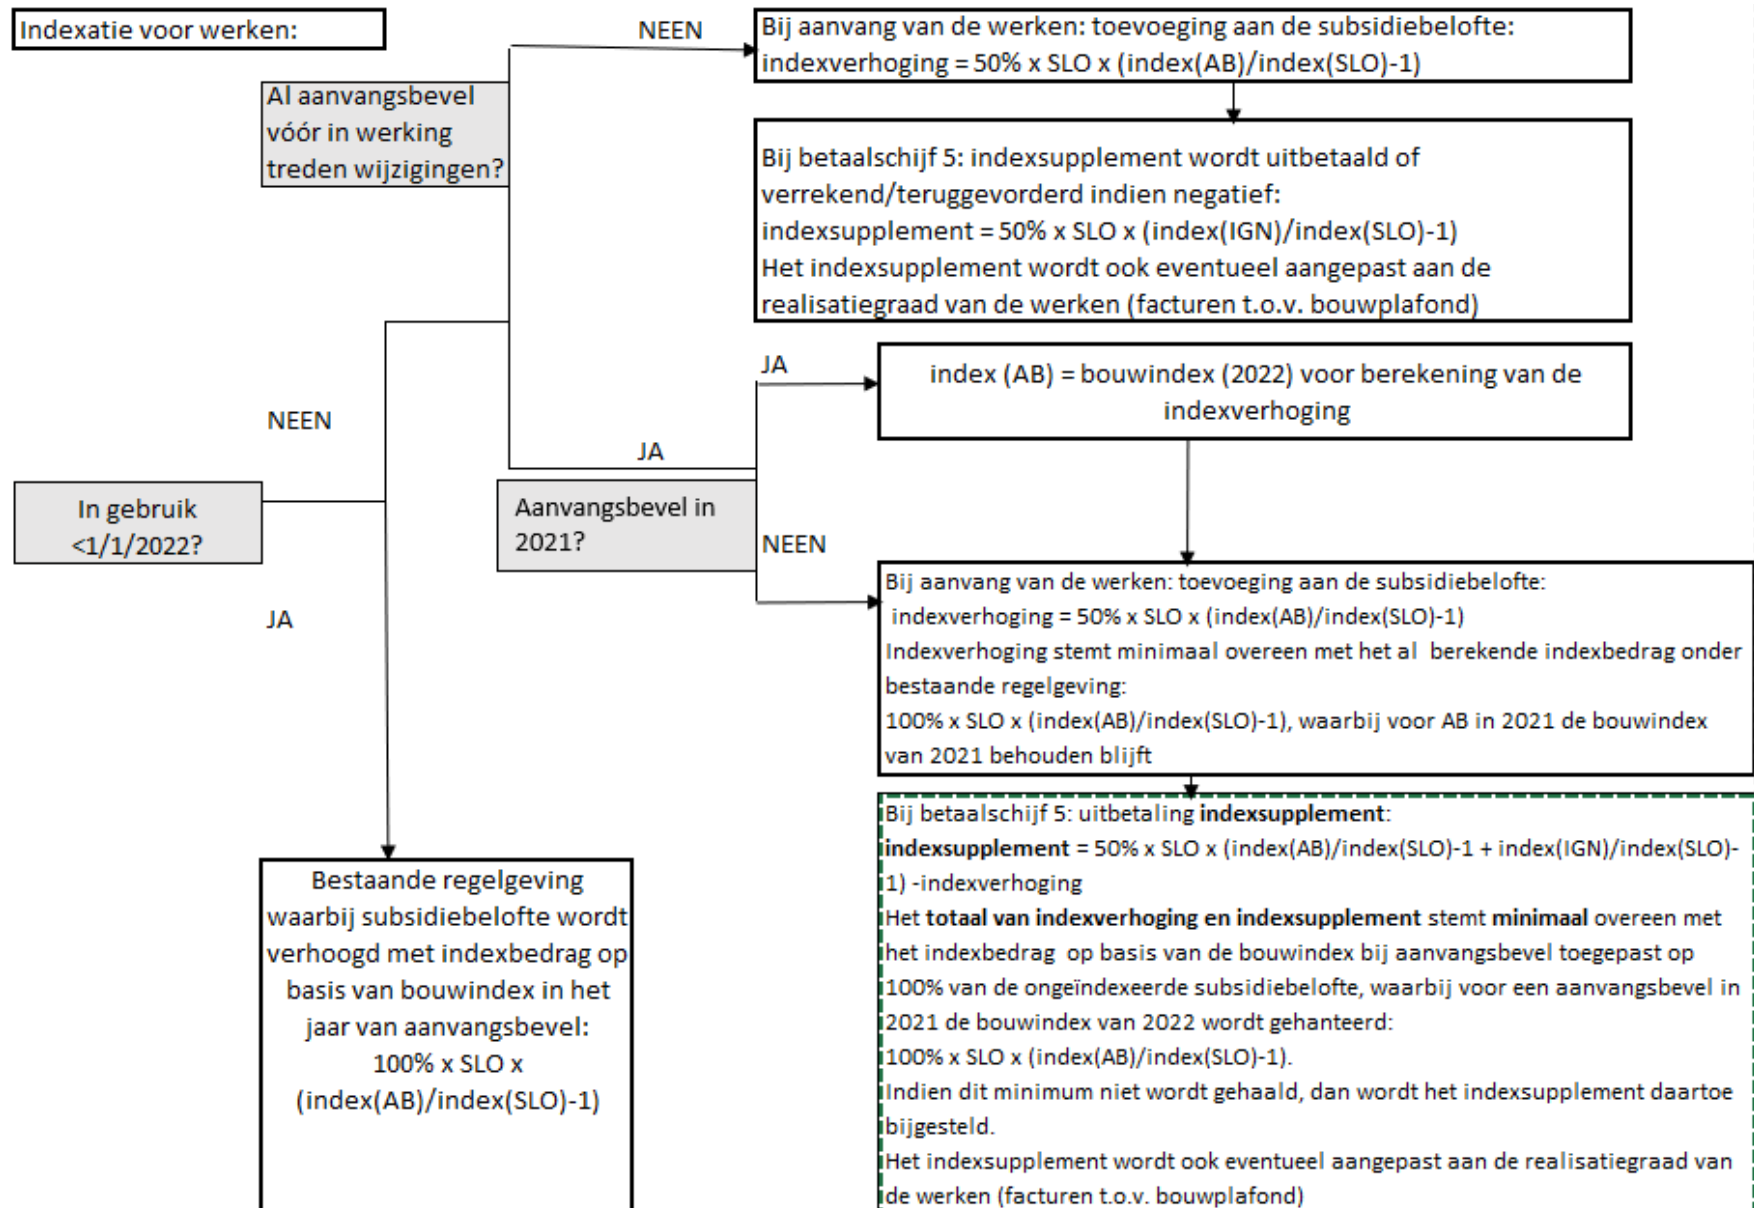 Indexatie voor werken:
NEEN
Bij aanvang van de werken: toevoeging aan de subsidiebelofte:
indexverhoging = 50% x SLO x (index(AB)/index(SLO)-1)
Al aanvangsbevel
vóór in werking
treden wijzigingen?
Bij betaalschijf 5: indexsupplement wordt uitbetaald of
verrekend/teruggevorderd indien negatief:
indexsupplement = 50% x SLO x (index(IGN)/index(SLO)-1)
Het indexsupplement wordt ook eventueel aangepast aan de
realisatiegraad van de werken (facturen t.o.v. bouwplafond)
JA
index (AB) = bouwindex (2022) voor berekening van de
indexverhoging
NEEN
JA
In gebruik
<1/1/2022?
Aanvangsbevel in
2021?
NEEN
JA
Bij aanvang van de werken: toevoeging aan de subsidiebelofte:
indexverhoging = 50% x SLO x (index(AB)/index(SLO)-1)
Indexverhoging stemt minimaal overeen met het al berekende indexbedrag onder
bestaande regelgeving:
100% x SLO x (index(AB)/index(SLO)-1), waarbij voor AB in 2021 de bouwindex
van 2021 behouden blijft
Bij betaalschijf 5: uitbetaling indexsupplement:
indexsupplement = 50% x SLO x (index(AB)/index(SLO)-1 + index(IGN)/index(SLO)-
1) -indexverhoging
Het totaal van indexverhoging en indexsupplement stemt minimaal overeen met
het indexbedrag op basis van de bouwindex bij aanvangsbevel toegepast op
100% van de ongeïndexeerde subsidiebelofte, waarbij voor een aanvangsbevel in
2021 de bouwindex van 2022 wordt gehanteerd:
100% x SLO x (index(AB)/index(SLO)-1).
Indien dit minimum niet wordt gehaald, dan wordt het indexsupplement daartoe
bijgesteld.
Het indexsupplement wordt ook eventueel aangepast aan de realisatiegraad van
de werken (facturen t.o.v. bouwplafond)
Bestaande regelgeving
waarbij subsidiebelofte wordt
verhoogd met indexbedrag op
basis van bouwindex in het
jaar van aanvangsbevel:
100% x SLO x
(index(AB)/index(SLO)-1)